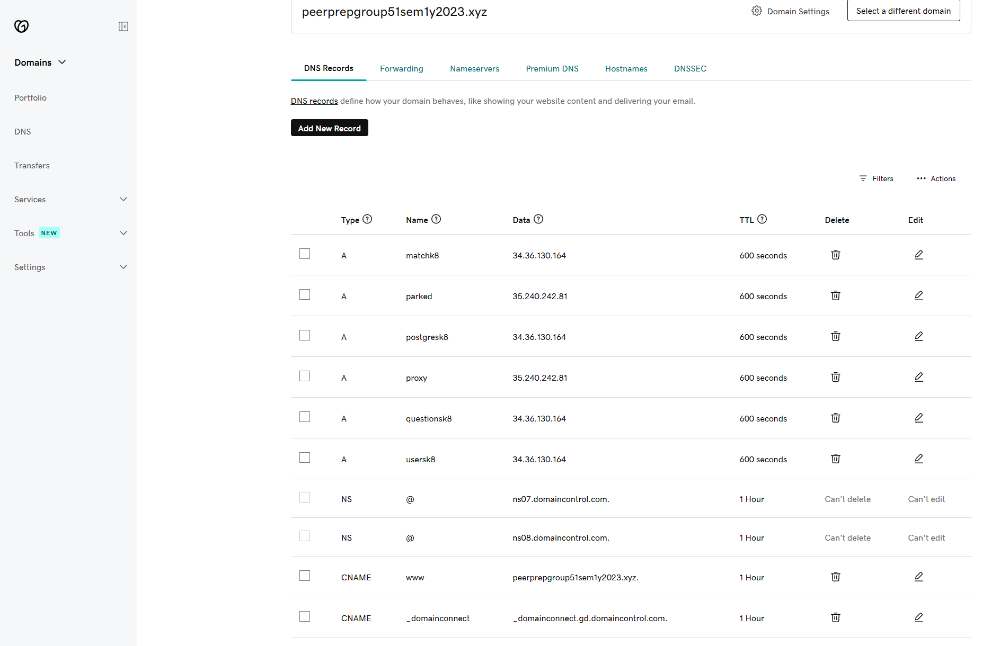 peerprepgroup51sem1y2023.xyz
Domain Settings
Select a different domain
Domains
Portfolio
DNS
Transfers
Services
Tools NEW
Settings
DNS Records Forwarding Nameservers Premium DNS Hostnames DNSSEC
DNS records define how your domain behaves, like showing your website content and delivering your email.
Add New Record
Filters Actions
Type Name Data TTL Delete Edit
A matchk8 34.36.130.164 600 seconds
A parked 35.240.242.81 600 seconds
A postgresk8 34.36.130.164 600 seconds
A proxy 35.240.242.81 600 seconds
A questionsk8 34.36.130.164 600 seconds
A usersk8 34.36.130.164 600 seconds
NS @ ns07.domaincontrol.com. 1 Hour Can't delete Can't edit
NS @ ns08.domaincontrol.com. 1 Hour Can't delete Can't edit
CNAME www peerprepgroup51sem1y2023.xyz. 1 Hour
CNAME _domainconnect _domainconnect.gd.domaincontrol.com. 1 Hour